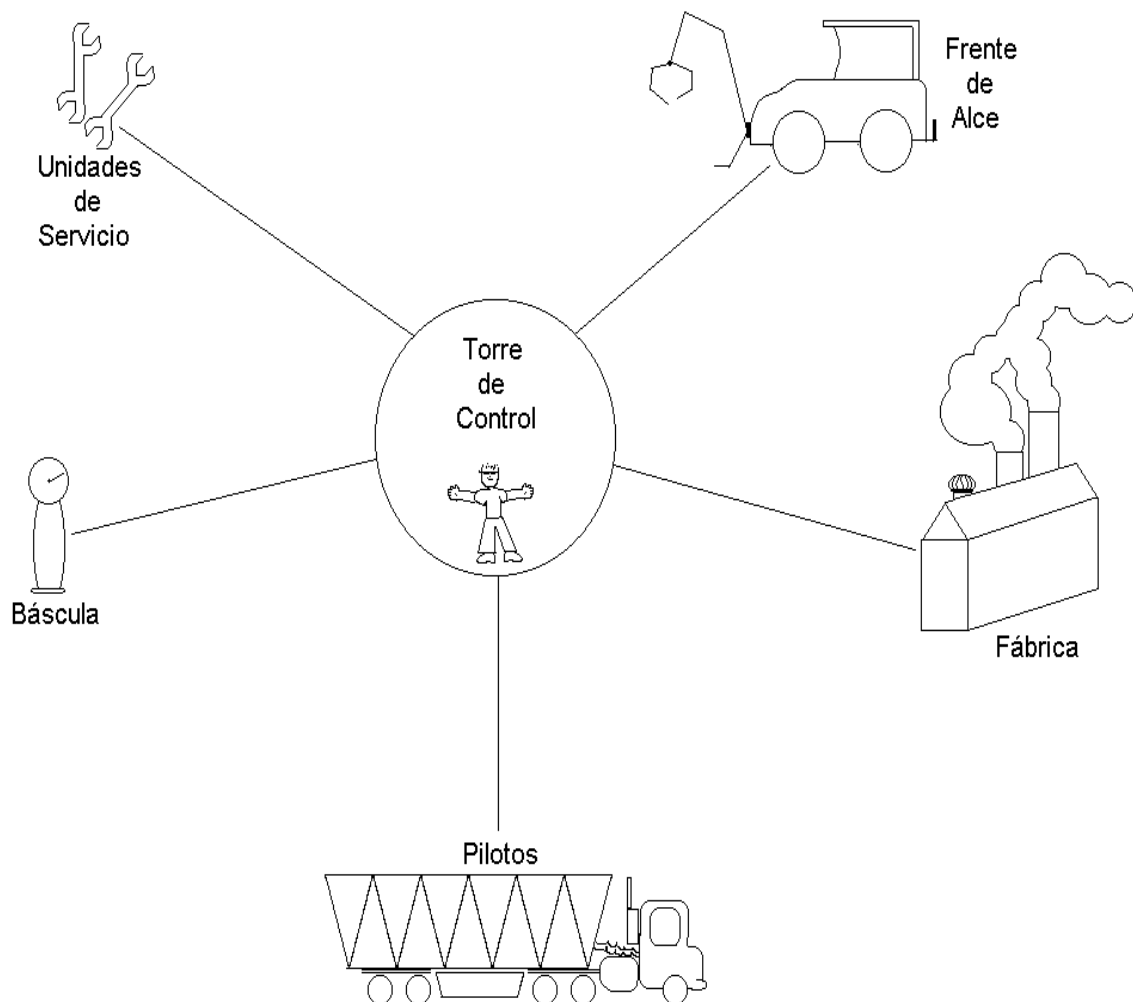 Frente
de
Alce
Unidades
de
Servicio
Torre
de
Control
Báscula
Fábrica
Pilotos